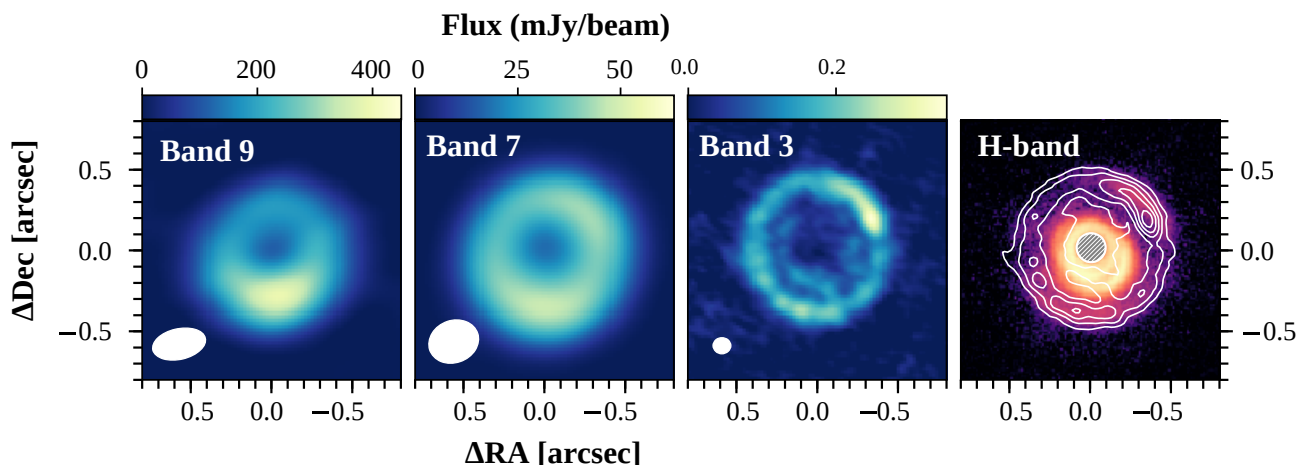 Flux (mJy/beam)
0 200 400 0 25 50 0.0 0.2
Band 9 Band 7 Band 3 H-band
ΔDec [arcsec]
0.5 0.0 −0.5
0.5 0.0 −0.5
0.5 0.0 −0.5 0.5 0.0 −0.5 0.5 0.0 −0.5 0.5 0.0 −0.5
ΔRA [arcsec]